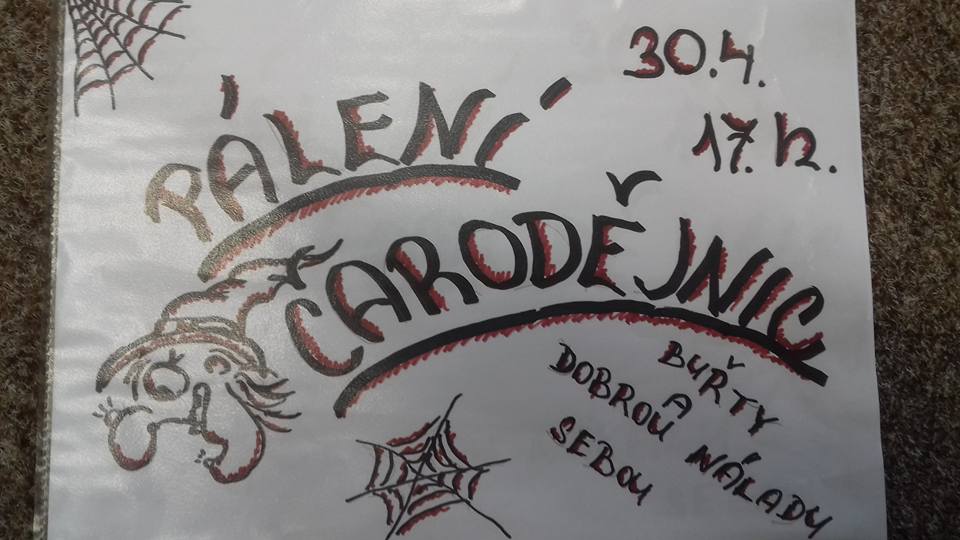 30.4.
17.h.
PÁLENÍ
ČARODĚJNIC
BUŘTY
A
DOBROU NÁLADY
SEBOU